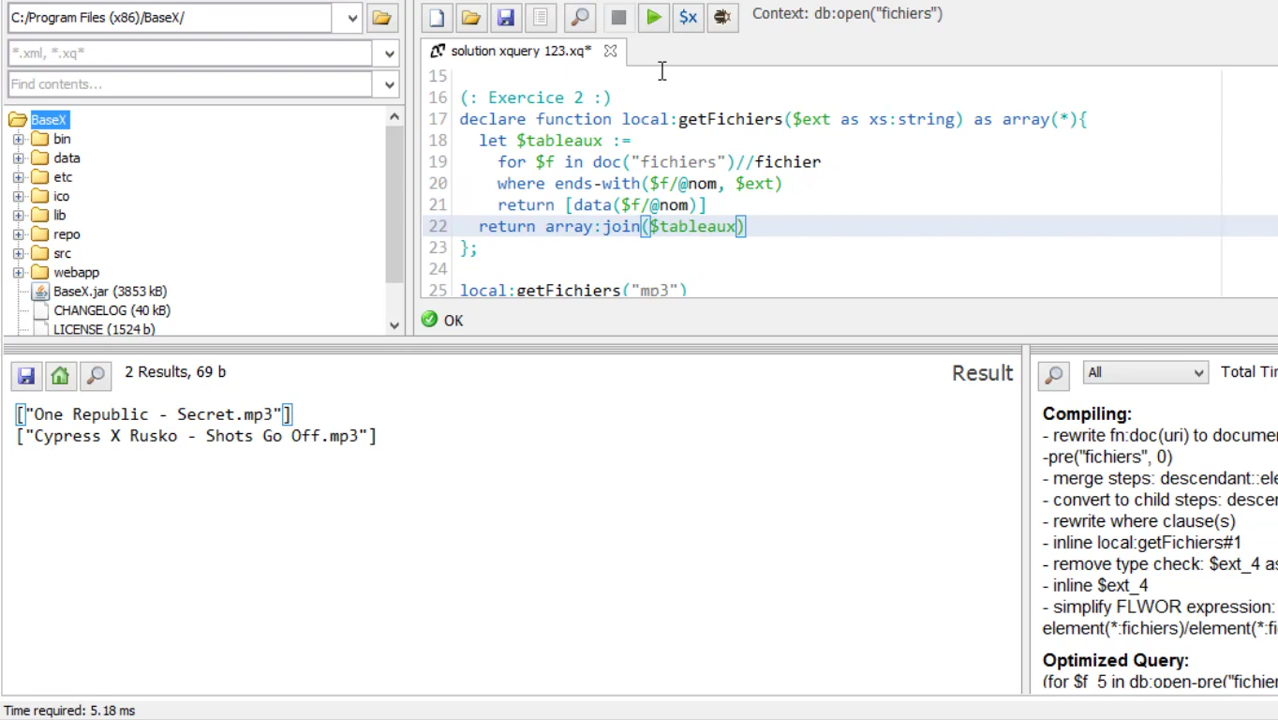 C:/Program Files (x86)/BaseX/
*.xml, *.xq*
Find contents...
BaseX
bin
data
etc
ico
lib
repo
src
webapp
BaseX.jar (3853 kB)
CHANGELOG (40 kB)
LICENSE (1524 b)
$x
Context: db:open("fichiers")
solution xquery 123.xq*
15
16 (: Exercice 2 :)
17 declare function local:getFichiers($ext as xs:string) as array(*){
18 let $tableaux :=
19 for $f in doc("fichiers")//fichier
20 where ends-with($f/@nom, $ext)
21 return [data($f/@nom)]
22 return array:join($tableaux)
23 };
24
25 local:getFichiers("mp3")
OK
2 Results, 69 b
Result
["One Republic - Secret.mp3"]
["Cypress X Rusko - Shots Go Off.mp3"]
All
Total Tim
Compiling:
- rewrite fn:doc(uri) to documen
-pre("fichiers", 0)
- merge steps: descendant::ele
- convert to child steps: descen
- rewrite where clause(s)
- inline local:getFichiers#1
- remove type check: $ext_4 as
- inline $ext_4
- simplify FLWOR expression:
element(*:fichiers)/element(*:fi
Optimized Query:
(for $f_5 in db:open-pre("fichier
Time required: 5.18 ms